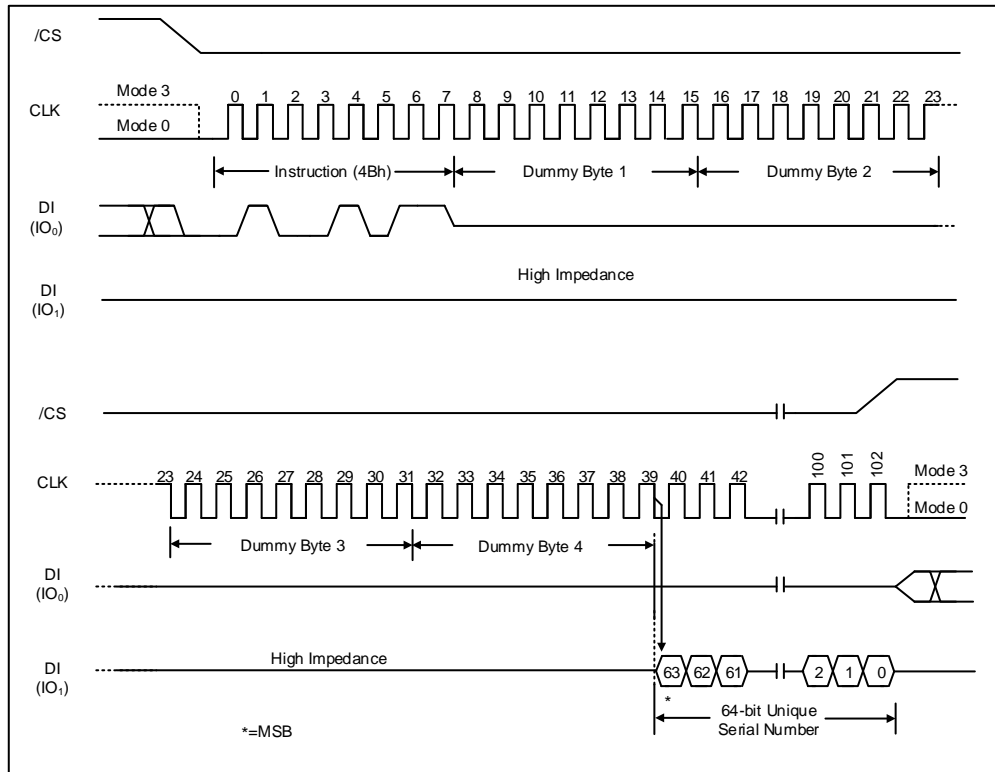 /CS
Mode 3
CLK
Mode 0
0 1 2 3 4 5 6 7 8 9 10 11 12 13 14 15 16 17 18 19 20 21 22 23
Instruction (4Bh)
Dummy Byte 1
Dummy Byte 2
DI
(IO₀)
High Impedance
DI
(IO₁)
/CS
CLK
23 24 25 26 27 28 29 30 31 32 33 34 35 36 37 38 39 40 41 42 100 101 102
Mode 3
Mode 0
Dummy Byte 3
Dummy Byte 4
DI
(IO₀)
DI
(IO₁)
High Impedance
63 62 61 2 1 0
*
64-bit Unique
Serial Number
*=MSB